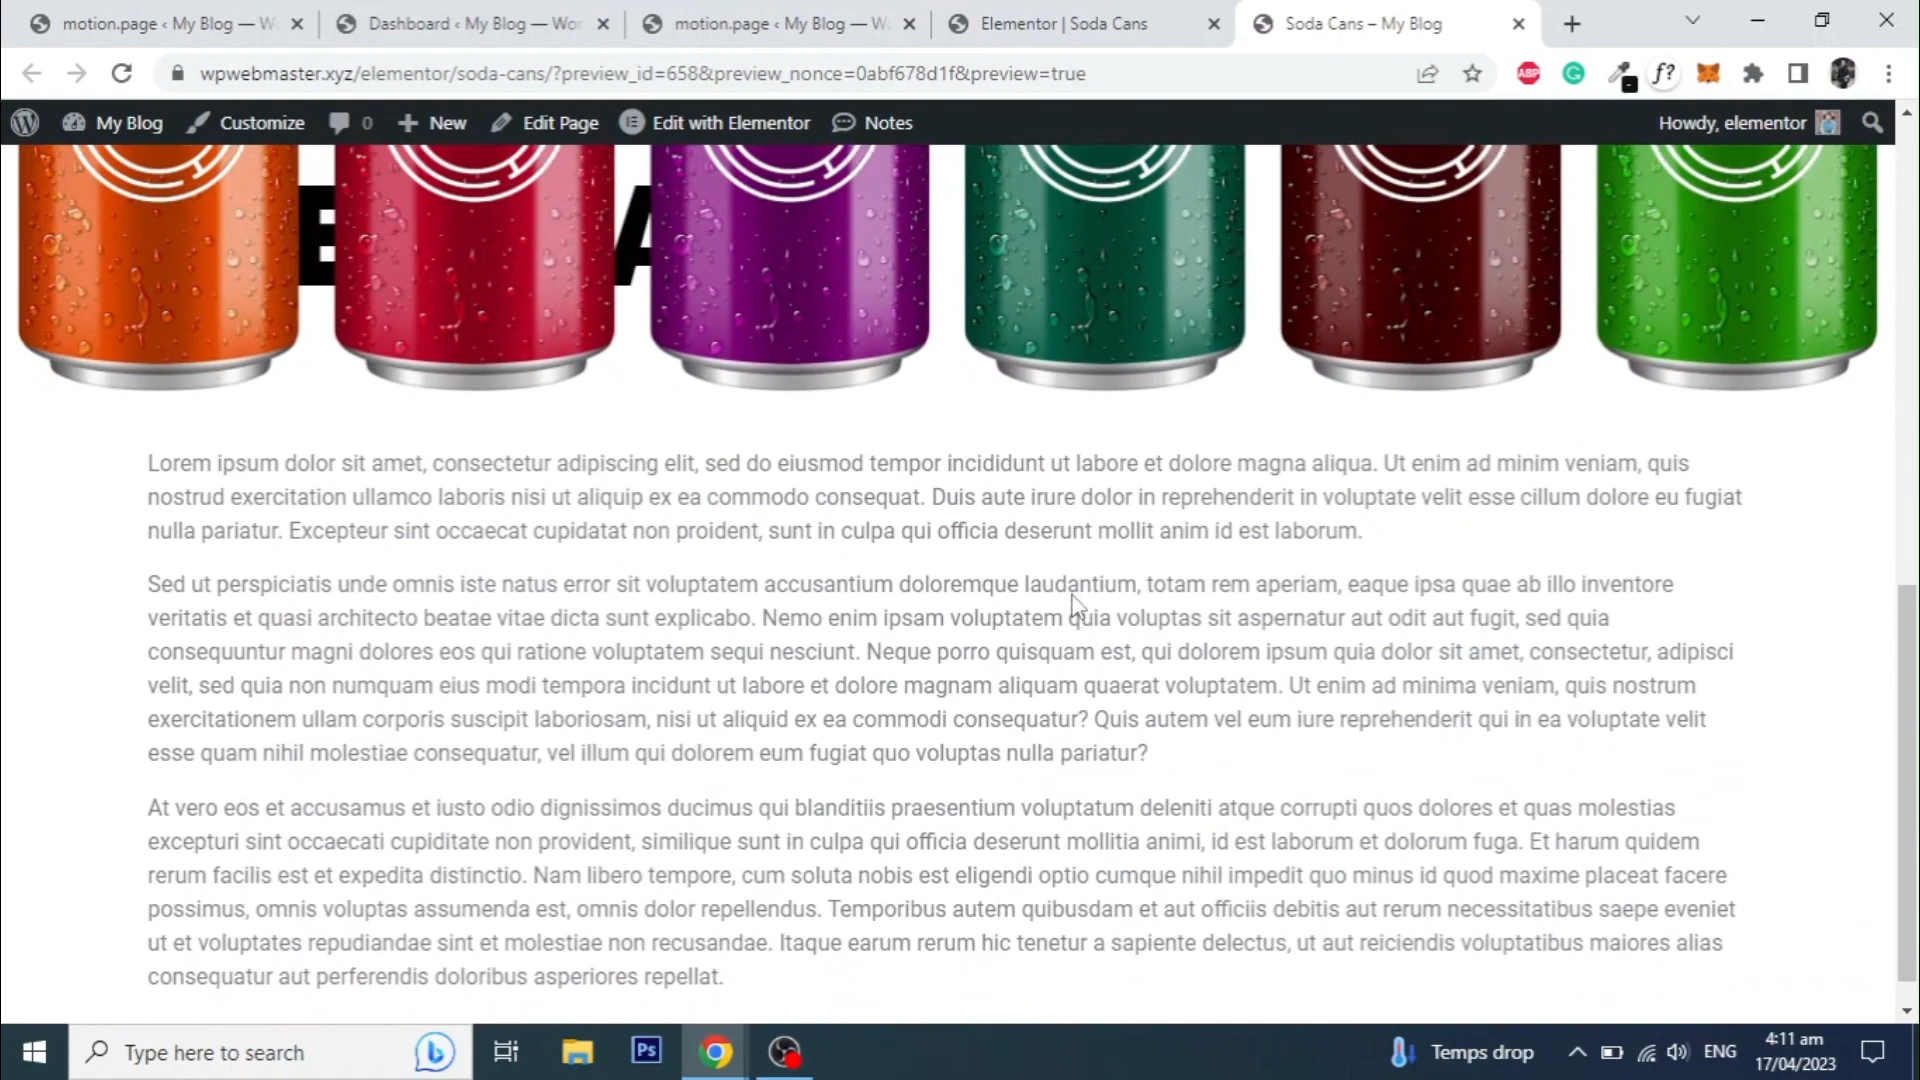 motion.page ‹ My Blog — W
Dashboard ‹ My Blog — Wor
motion.page ‹ My Blog — W
Elementor | Soda Cans
Soda Cans – My Blog
wpwebmaster.xyz/elementor/soda-cans/?preview_id=658&preview_nonce=0abf678d1f&preview=true
ABP
f?
My Blog
Customize
0
New
Edit Page
Edit with Elementor
Notes
Howdy, elementor
E
A
Lorem ipsum dolor sit amet, consectetur adipiscing elit, sed do eiusmod tempor incididunt ut labore et dolore magna aliqua. Ut enim ad minim veniam, quis
nostrud exercitation ullamco laboris nisi ut aliquip ex ea commodo consequat. Duis aute irure dolor in reprehenderit in voluptate velit esse cillum dolore eu fugiat
nulla pariatur. Excepteur sint occaecat cupidatat non proident, sunt in culpa qui officia deserunt mollit anim id est laborum.
Sed ut perspiciatis unde omnis iste natus error sit voluptatem accusantium doloremque laudantium, totam rem aperiam, eaque ipsa quae ab illo inventore
veritatis et quasi architecto beatae vitae dicta sunt explicabo. Nemo enim ipsam voluptatem quia voluptas sit aspernatur aut odit aut fugit, sed quia
consequuntur magni dolores eos qui ratione voluptatem sequi nesciunt. Neque porro quisquam est, qui dolorem ipsum quia dolor sit amet, consectetur, adipisci
velit, sed quia non numquam eius modi tempora incidunt ut labore et dolore magnam aliquam quaerat voluptatem. Ut enim ad minima veniam, quis nostrum
exercitationem ullam corporis suscipit laboriosam, nisi ut aliquid ex ea commodi consequatur? Quis autem vel eum iure reprehenderit qui in ea voluptate velit
esse quam nihil molestiae consequatur, vel illum qui dolorem eum fugiat quo voluptas nulla pariatur?
At vero eos et accusamus et iusto odio dignissimos ducimus qui blanditiis praesentium voluptatum deleniti atque corrupti quos dolores et quas molestias
excepturi sint occaecati cupiditate non provident, similique sunt in culpa qui officia deserunt mollitia animi, id est laborum et dolorum fuga. Et harum quidem
rerum facilis est et expedita distinctio. Nam libero tempore, cum soluta nobis est eligendi optio cumque nihil impedit quo minus id quod maxime placeat facere
possimus, omnis voluptas assumenda est, omnis dolor repellendus. Temporibus autem quibusdam et aut officiis debitis aut rerum necessitatibus saepe eveniet
ut et voluptates repudiandae sint et molestiae non recusandae. Itaque earum rerum hic tenetur a sapiente delectus, ut aut reiciendis voluptatibus maiores alias
consequatur aut perferendis doloribus asperiores repellat.
Type here to search
Ps
Temps drop
ENG
4:11 am
17/04/2023